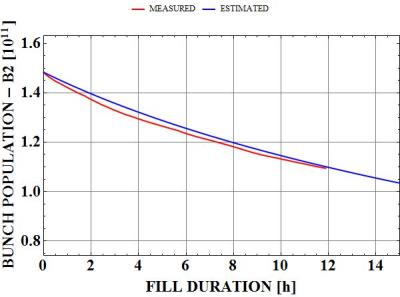 MEASURED ESTIMATED
1.6
1.4
1.2
1.0
0.8
BUNCH POPULATION – B2 [10¹¹]
0 2 4 6 8 10 12 14
FILL DURATION [h]